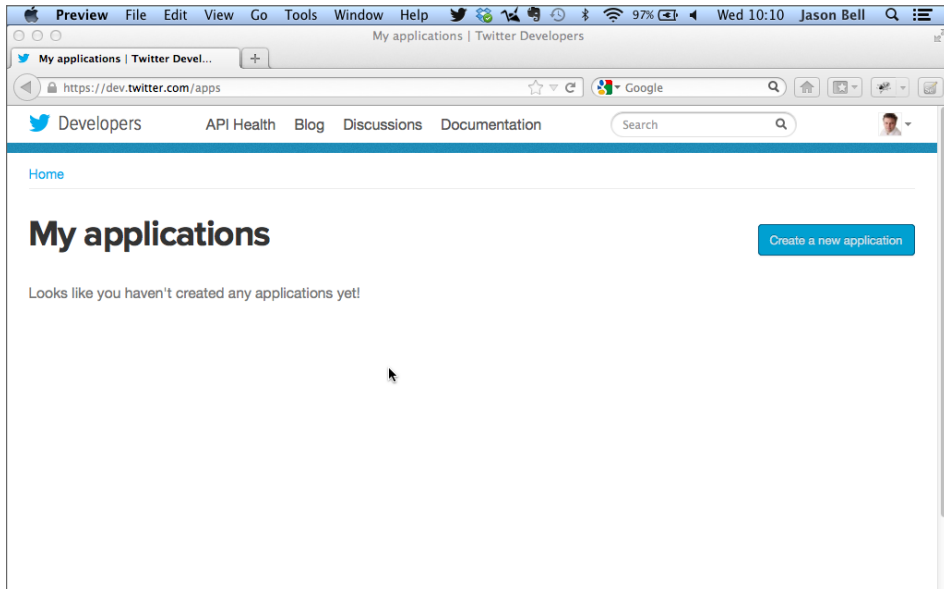 Preview File Edit View Go Tools Window Help 97% Wed 10:10 Jason Bell
My applications | Twitter Developers
My applications | Twitter Devel... +
https://dev.twitter.com/apps Google
Developers API Health Blog Discussions Documentation Search
Home
My applications Create a new application
Looks like you haven't created any applications yet!